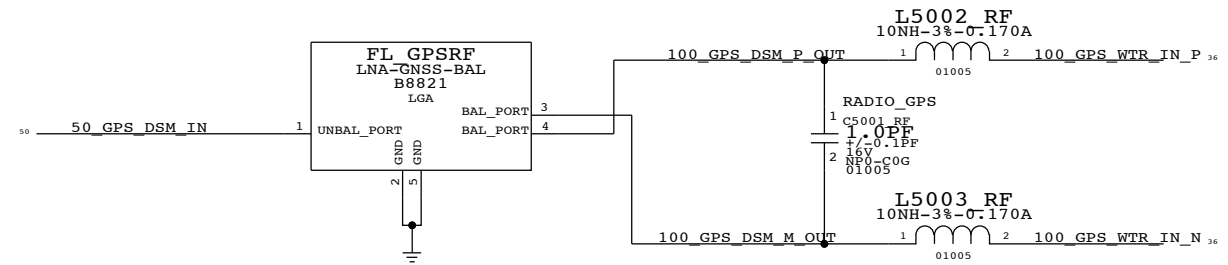 L5002_RF
10NH-3%-0.170A
FL_GPSRF
LNA-GNSS-BAL
B8821
LGA
100_GPS_DSM_P_OUT
1
2
100_GPS_WTR_IN_P
36
01005
BAL_PORT
3
RADIO_GPS
1
C5001_RF
50
50_GPS_DSM_IN
1
UNBAL_PORT
BAL_PORT
4
1.0PF
+/-0.1PF
16V
2
NP0-C0G
01005
GND
GND
2
5
L5003_RF
10NH-3%-0.170A
100_GPS_DSM_M_OUT
1
2
100_GPS_WTR_IN_N
36
01005